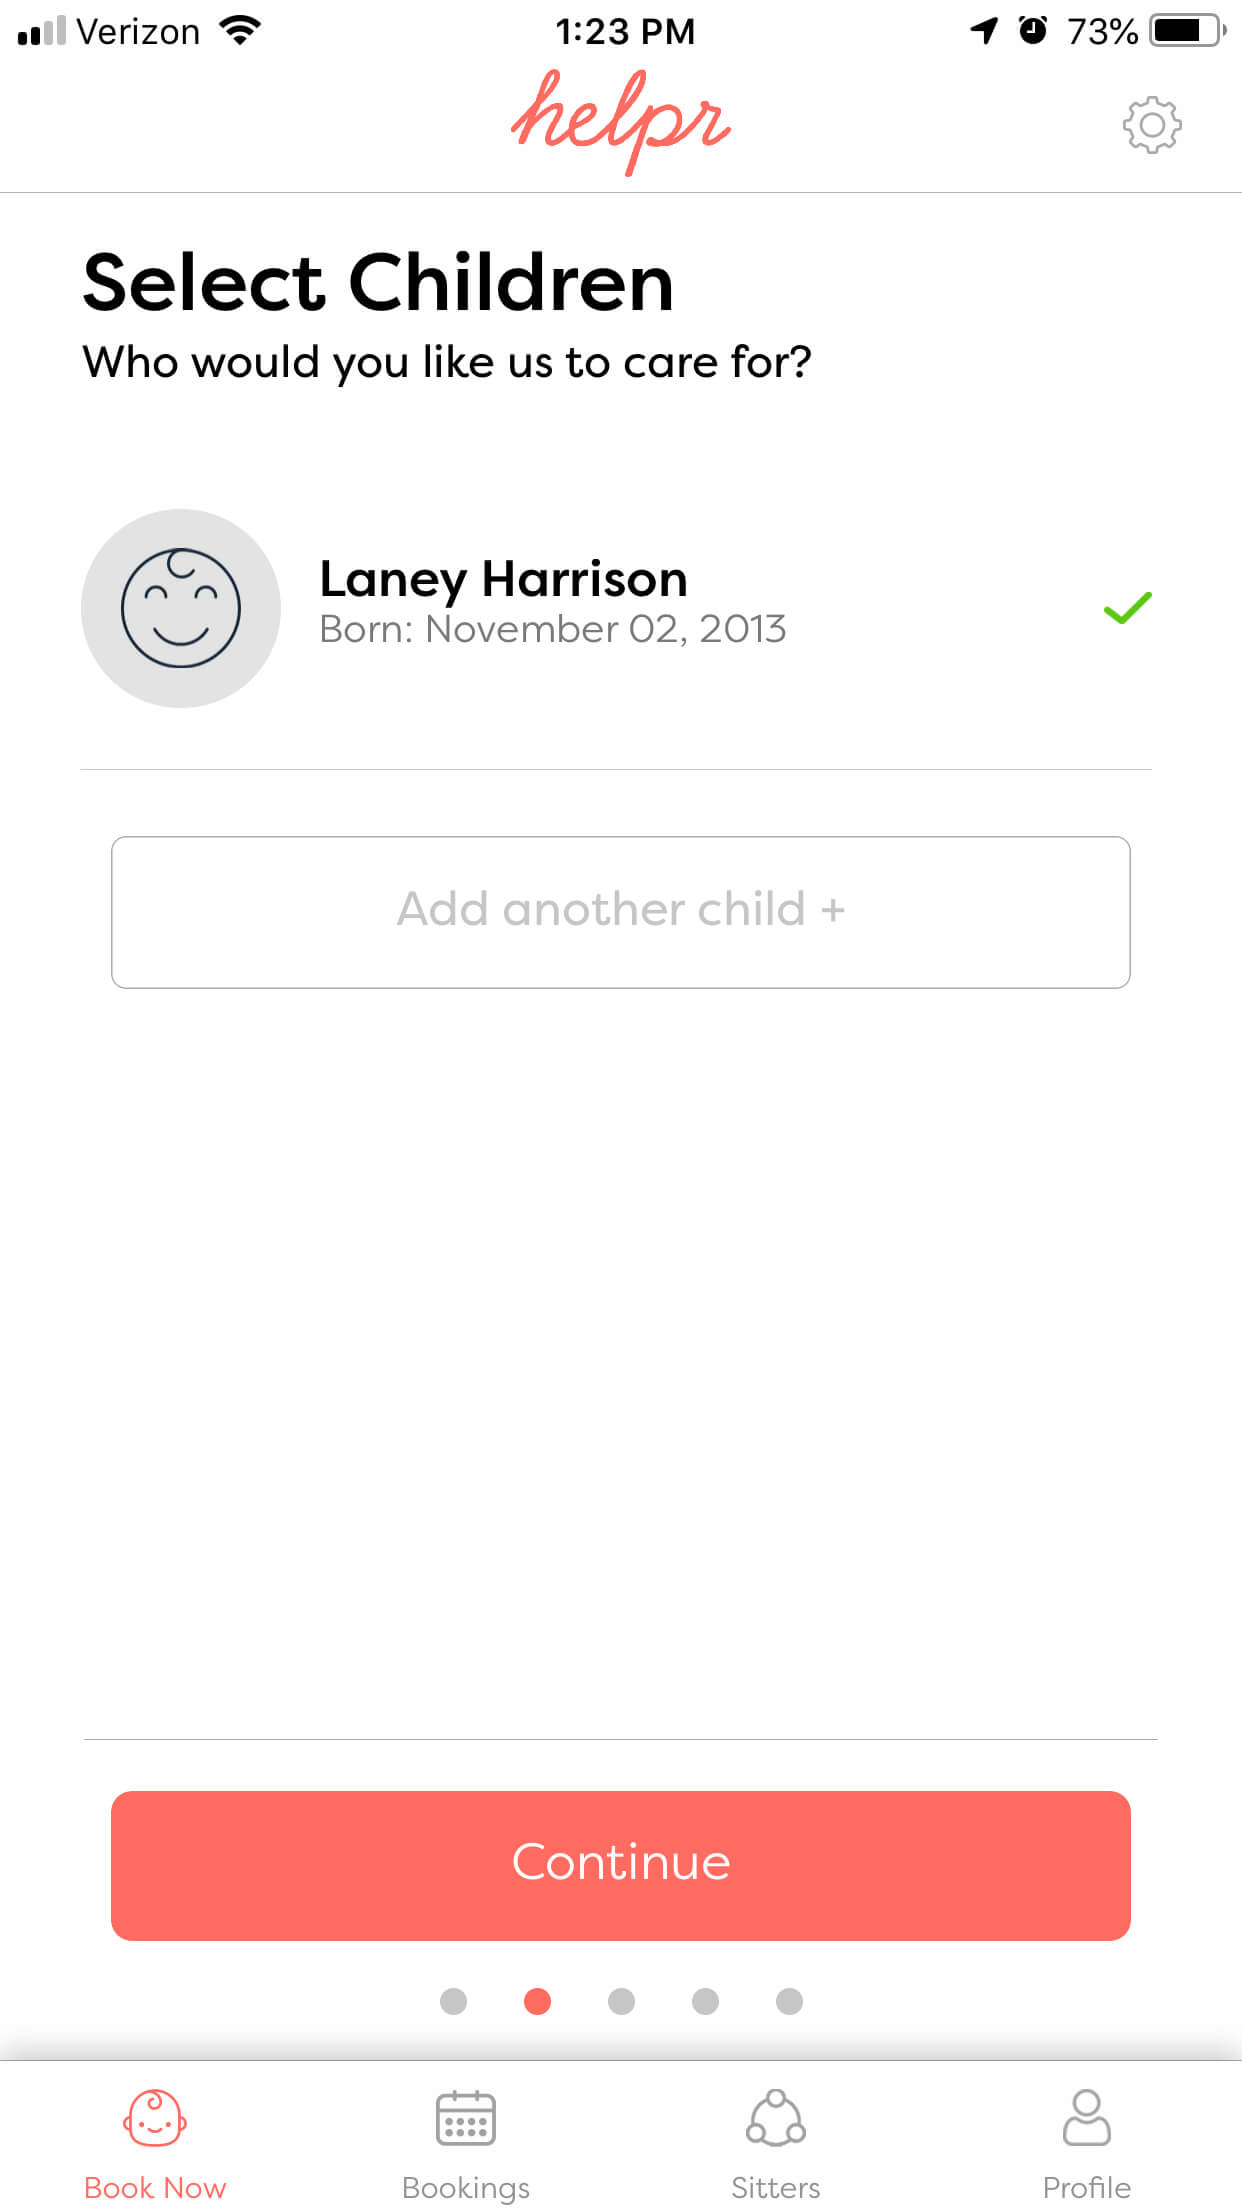 Verizon 1:23 PM 73%
helpr
Select Children
Who would you like us to care for?
Laney Harrison
Born: November 02, 2013
Add another child +
Continue
Book Now Bookings Sitters Profile